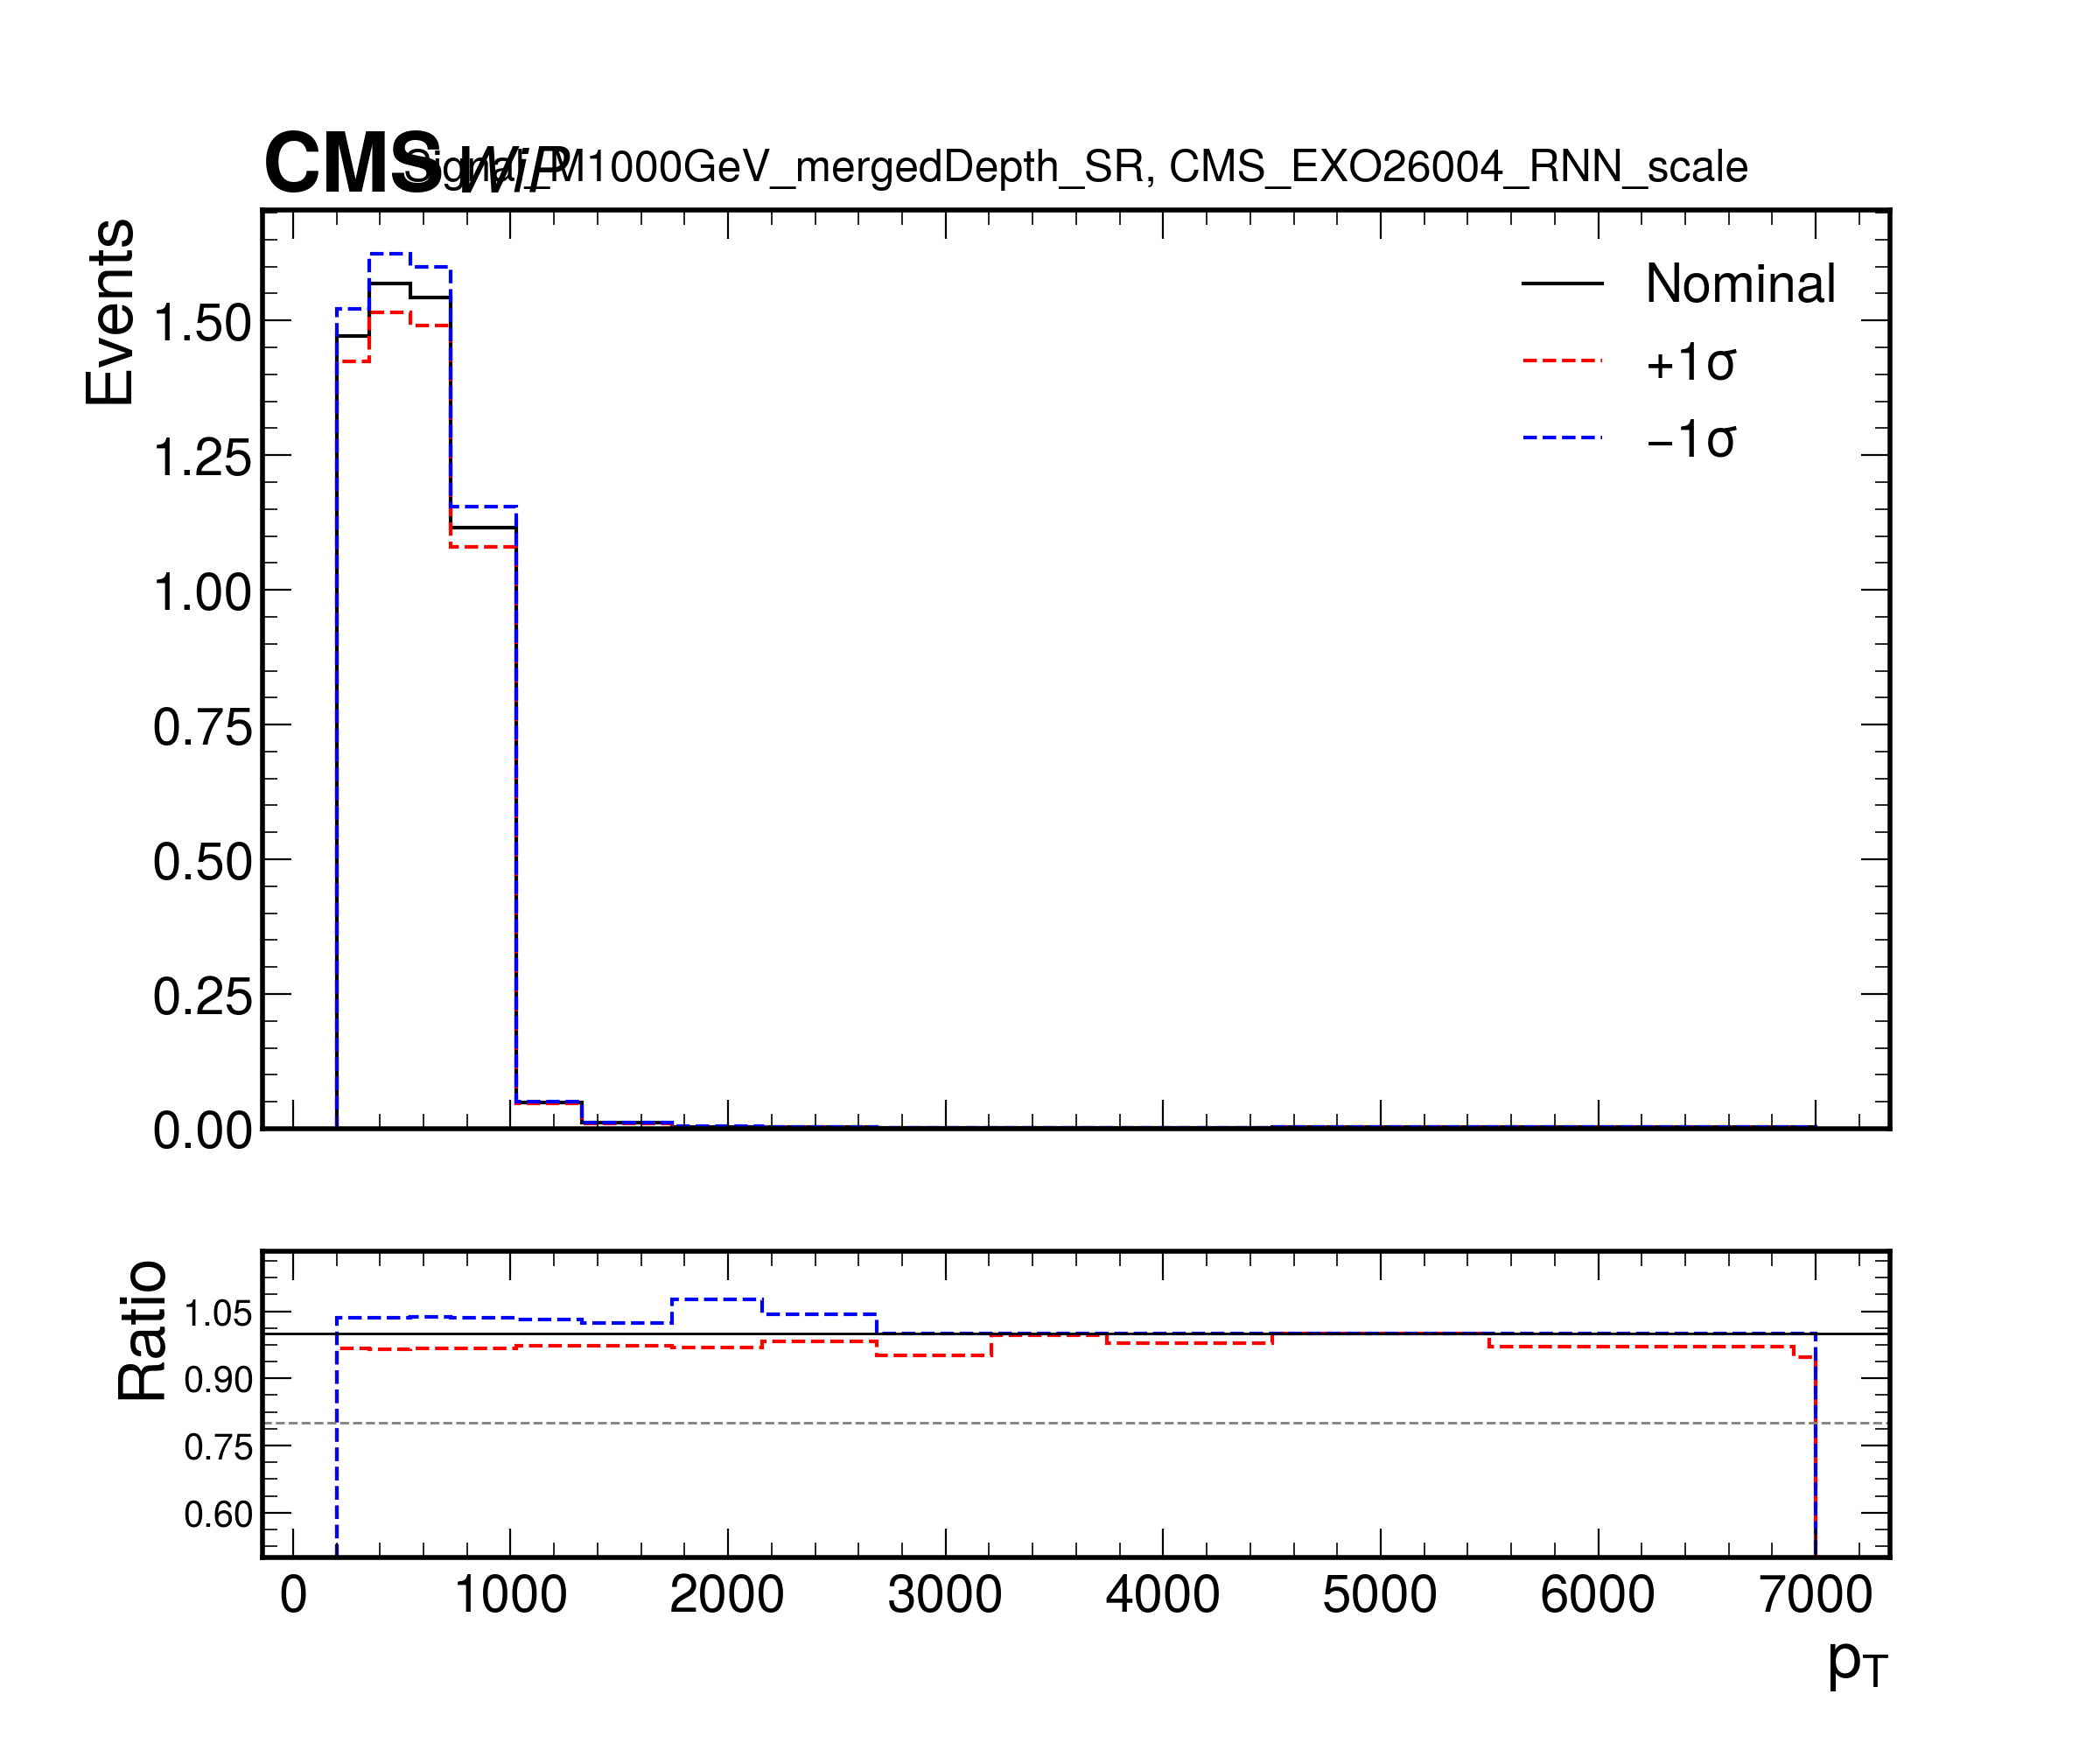 CMS WiP Signal_M1000GeV_mergedDepth_SR, CMS_EXO26004_RNN_scale
Events
1.50
1.25
1.00
0.75
0.50
0.25
0.00
Nominal
+1σ
−1σ
Ratio
1.05
0.90
0.75
0.60
0 1000 2000 3000 4000 5000 6000 7000
pT